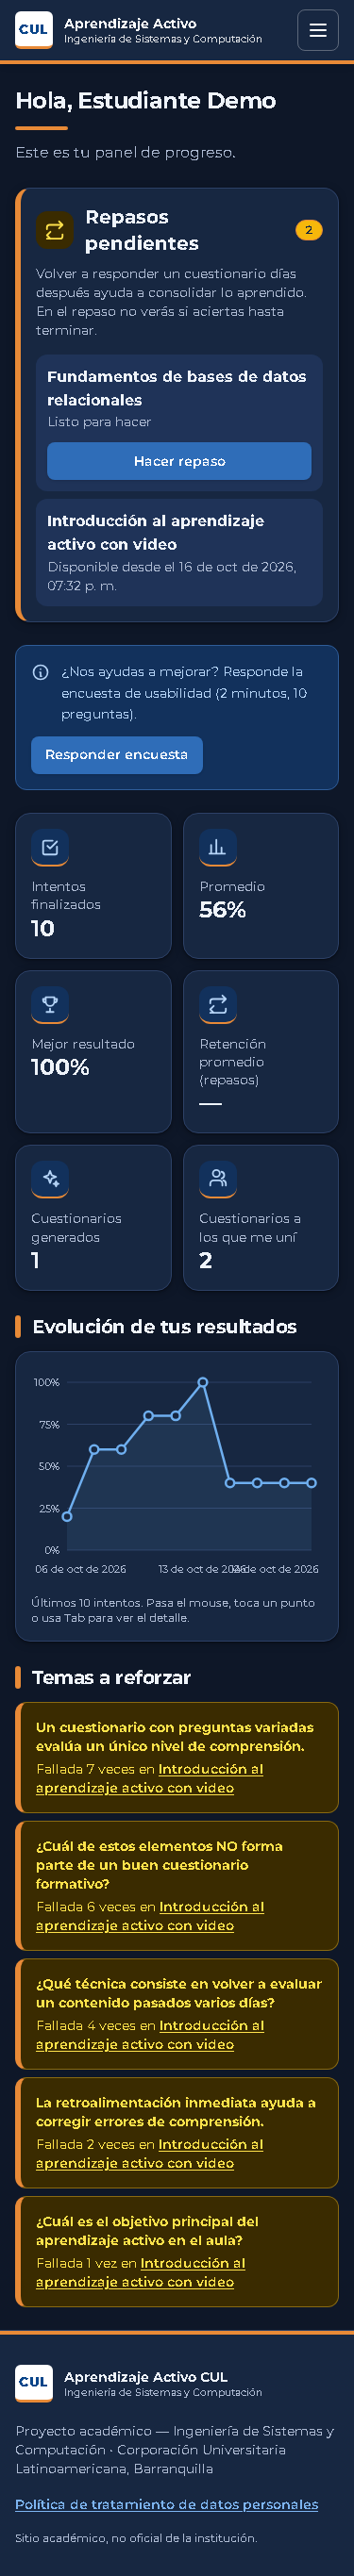 CUL
Aprendizaje Activo
Ingeniería de Sistemas y Computación
Hola, Estudiante Demo
Este es tu panel de progreso.
Repasos
pendientes
2
Volver a responder un cuestionario días
después ayuda a consolidar lo aprendido.
En el repaso no verás si aciertas hasta
terminar.
Fundamentos de bases de datos
relacionales
Listo para hacer
Hacer repaso
Introducción al aprendizaje
activo con video
Disponible desde el 16 de oct de 2026,
07:32 p. m.
¿Nos ayudas a mejorar? Responde la
encuesta de usabilidad (2 minutos, 10
preguntas).
Responder encuesta
Intentos
finalizados
10
Promedio
56%
Mejor resultado
100%
Retención
promedio
(repasos)
—
Cuestionarios
generados
1
Cuestionarios a
los que me uní
2
Evolución de tus resultados
100%
75%
50%
25%
0%
06 de oct de 2026
13 de oct de 2026
de oct de 2026
Últimos 10 intentos. Pasa el mouse, toca un punto
o usa Tab para ver el detalle.
Temas a reforzar
Un cuestionario con preguntas variadas
evalúa un único nivel de comprensión.
Fallada 7 veces en Introducción al
aprendizaje activo con video
¿Cuál de estos elementos NO forma
parte de un buen cuestionario
formativo?
Fallada 6 veces en Introducción al
aprendizaje activo con video
¿Qué técnica consiste en volver a evaluar
un contenido pasados varios días?
Fallada 4 veces en Introducción al
aprendizaje activo con video
La retroalimentación inmediata ayuda a
corregir errores de comprensión.
Fallada 2 veces en Introducción al
aprendizaje activo con video
¿Cuál es el objetivo principal del
aprendizaje activo en el aula?
Fallada 1 vez en Introducción al
aprendizaje activo con video
CUL
Aprendizaje Activo CUL
Ingeniería de Sistemas y Computación
Proyecto académico — Ingeniería de Sistemas y
Computación · Corporación Universitaria
Latinoamericana, Barranquilla
Política de tratamiento de datos personales
Sitio académico, no oficial de la institución.